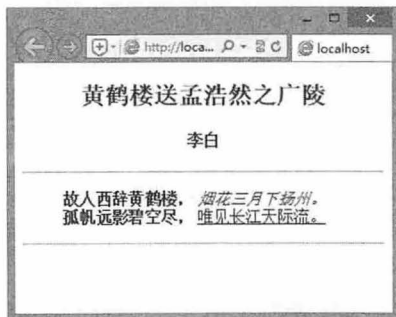 http://loca...
localhost
黄鹤楼送孟浩然之广陵
李白
故人西辞黄鹤楼，烟花三月下扬州。
孤帆远影碧空尽，唯见长江天际流。